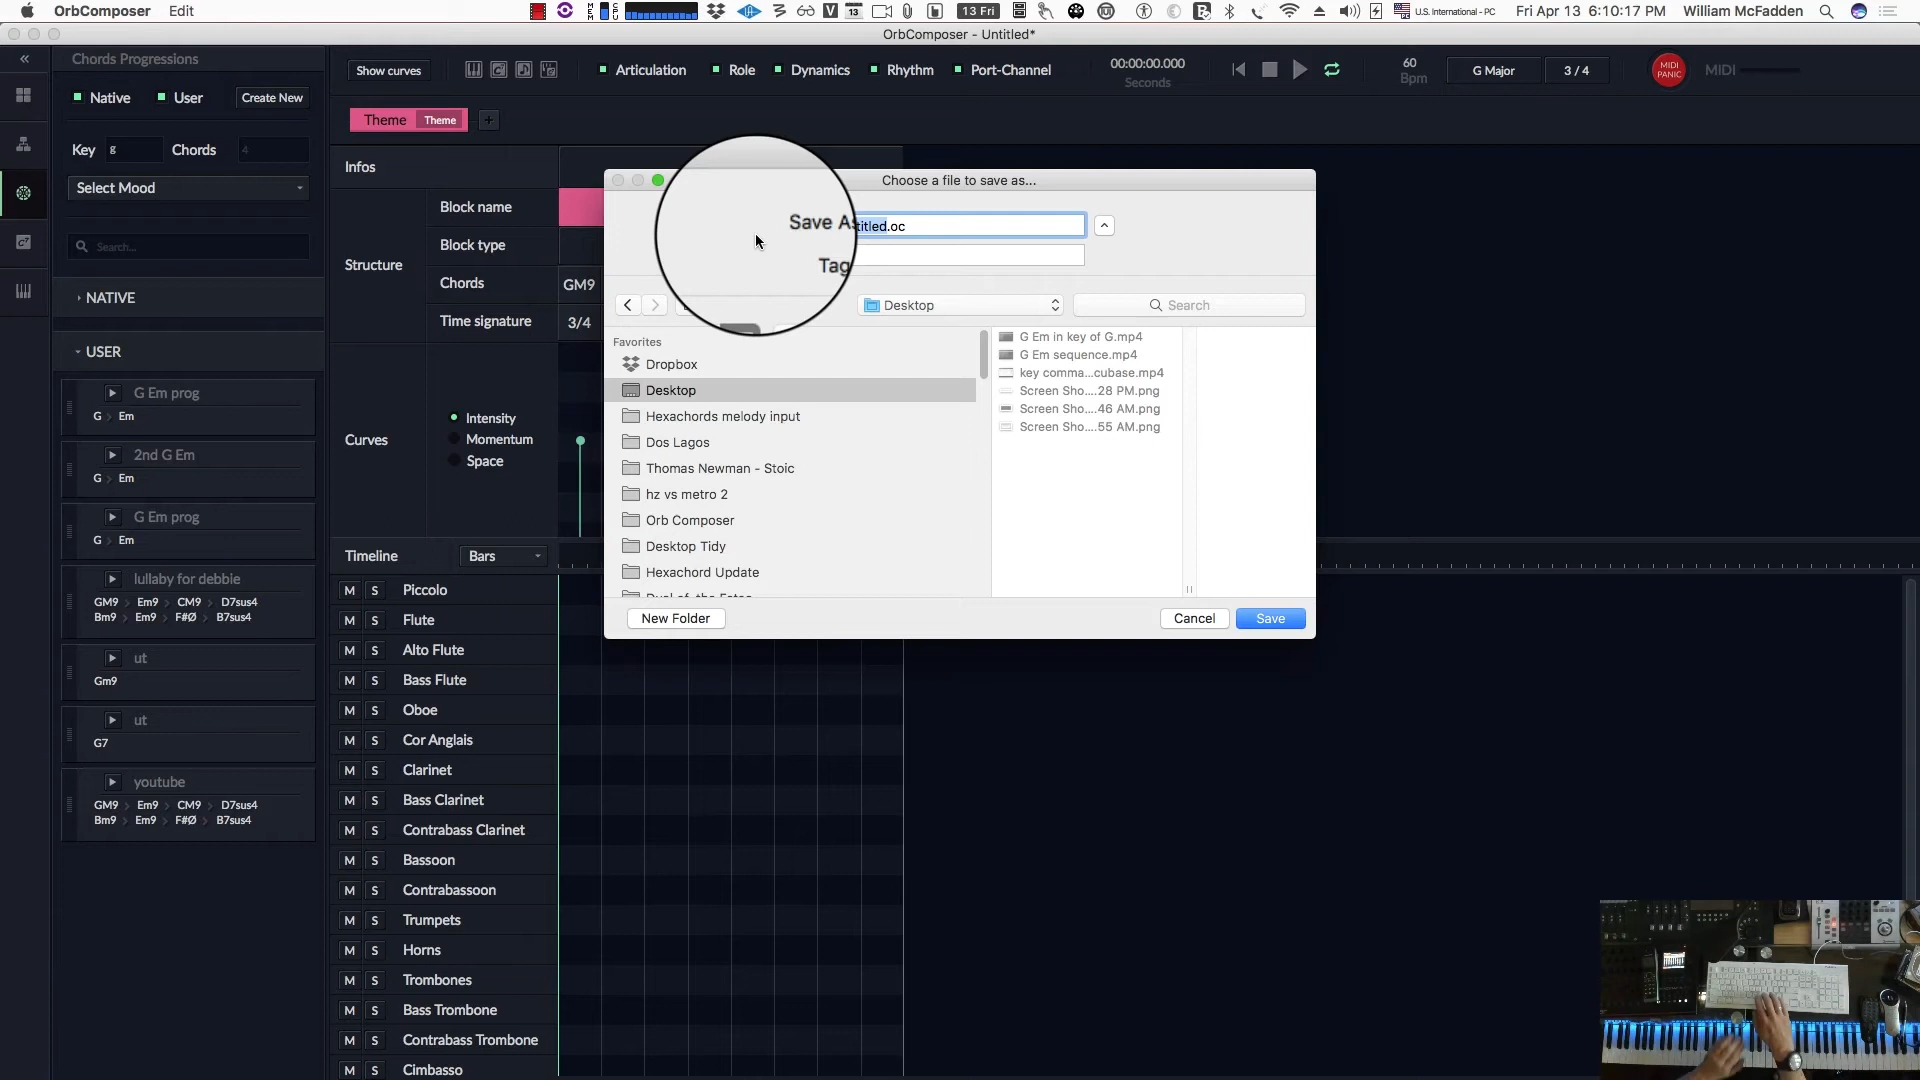 OrbComposer Edit
13 13 Fri U.S. International - PC Fri Apr 13 6:10:17 PM William McFadden
OrbComposer - Untitled*
« Chords Progressions
Native User Create New
Show curves Articulation Role Dynamics Rhythm Port-Channel
00:00:00.000
Seconds
60
Bpm
G Major 3 / 4
MIDI
PANIC
MIDI
Theme Theme +
Key g Chords 4
Select Mood
Search...
NATIVE
USER
G Em prog
G > Em
2nd G Em
G > Em
G Em prog
G > Em
lullaby for debbie
GM9 > Em9 > CM9 > D7sus4
Bm9 > Em9 > F#Ø > B7sus4
ut
Gm9
ut
G7
youtube
GM9 > Em9 > CM9 > D7sus4
Bm9 > Em9 > F#Ø > B7sus4
Infos
Structure
Block name
Block type
Chords GM9
Time signature 3/4
Curves
Intensity
Momentum
Space
Timeline Bars
M S Piccolo
M S Flute
M S Alto Flute
M S Bass Flute
M S Oboe
M S Cor Anglais
M S Clarinet
M S Bass Clarinet
M S Contrabass Clarinet
M S Bassoon
M S Contrabassoon
M S Trumpets
M S Horns
M S Trombones
M S Bass Trombone
M S Contrabass Trombone
M S Cimbasso
Choose a file to save as...
Save As titled.oc
Tag
Desktop Search
Favorites
Dropbox
Desktop
Hexachords melody input
Dos Lagos
Thomas Newman - Stoic
hz vs metro 2
Orb Composer
Desktop Tidy
Hexachord Update
G Em in key of G.mp4
G Em sequence.mp4
key comma...cubase.mp4
Screen Sho....28 PM.png
Screen Sho....46 AM.png
Screen Sho....55 AM.png
New Folder Cancel Save